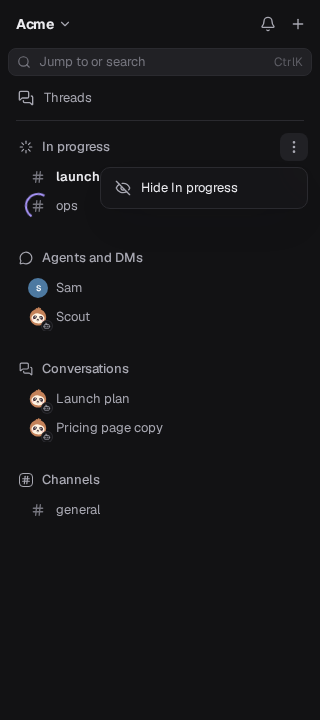 Acme
Jump to or search CtrlK
Threads
In progress
launch
Hide In progress
ops
Agents and DMs
S Sam
Scout
Conversations
Launch plan
Pricing page copy
Channels
general